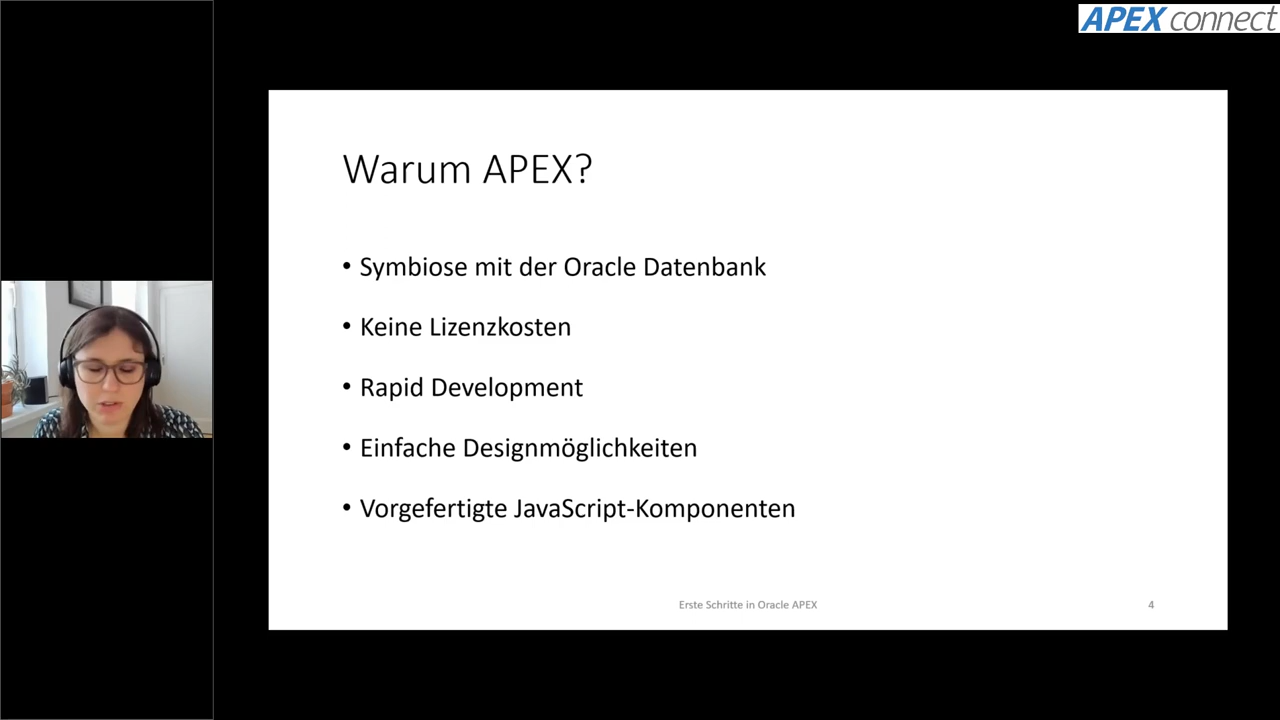 APEX connect
Warum APEX?
• Symbiose mit der Oracle Datenbank
• Keine Lizenzkosten
• Rapid Development
• Einfache Designmöglichkeiten
• Vorgefertigte JavaScript-Komponenten
Erste Schritte in Oracle APEX
4